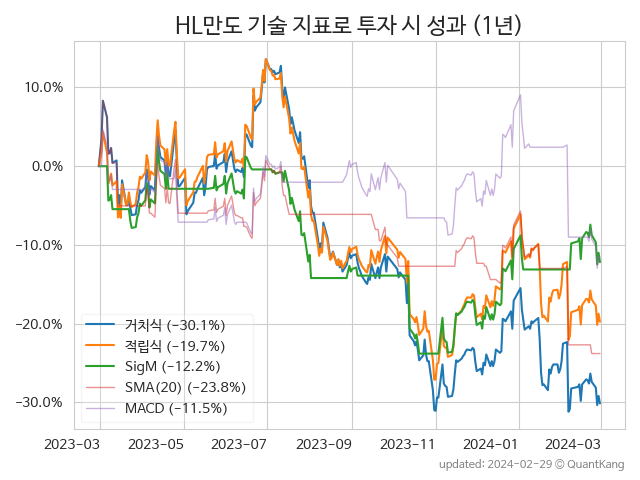 HL만도 기술 지표로 투자 시 성과 (1년)
10.0%
0.0%
−10.0%
−20.0%
−30.0%
거치식 (−30.1%)
적립식 (−19.7%)
SigM (−12.2%)
SMA(20) (−23.8%)
MACD (−11.5%)
2023-03
2023-05
2023-07
2023-09
2023-11
2024-01
2024-03
updated: 2024-02-29 © QuantKang